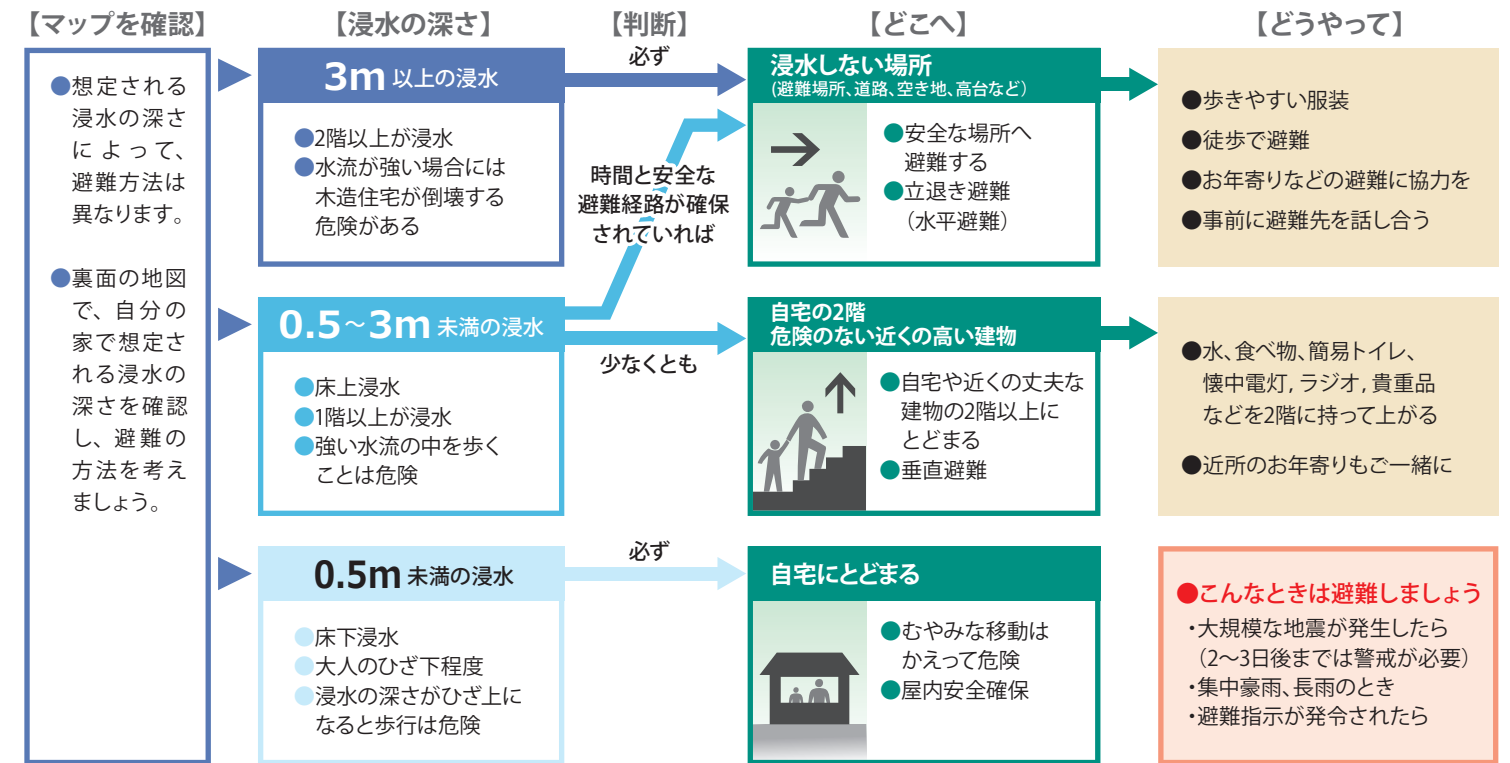 【マップを確認】
●想定される
浸水の深さ
によって、
避難方法は
異なります。
●裏面の地図
で、自分の
家で想定さ
れる浸水の
深さを確認
し、避難の
方法を考え
ましょう。
【浸水の深さ】
3m 以上の浸水
●2階以上が浸水
●水流が強い場合には
木造住宅が倒壊する
危険がある
0.5～3m 未満の浸水
●床上浸水
●1階以上が浸水
●強い水流の中を歩く
ことは危険
0.5m 未満の浸水
●床下浸水
●大人のひざ下程度
●浸水の深さがひざ上に
なると歩行は危険
【判断】
必ず
時間と安全な
避難経路が確保
されていれば
少なくとも
必ず
【どこへ】
浸水しない場所
(避難場所、道路、空き地、高台など)
●安全な場所へ
避難する
●立退き避難
（水平避難）
自宅の2階
危険のない近くの高い建物
●自宅や近くの丈夫な
建物の2階以上に
とどまる
●垂直避難
自宅にとどまる
●むやみな移動は
かえって危険
●屋内安全確保
【どうやって】
●歩きやすい服装
●徒歩で避難
●お年寄りなどの避難に協力を
●事前に避難先を話し合う
●水、食べ物、簡易トイレ、
懐中電灯, ラジオ, 貴重品
などを2階に持って上がる
●近所のお年寄りもご一緒に
●こんなときは避難しましょう
・大規模な地震が発生したら
（2～3日後までは警戒が必要）
・集中豪雨、長雨のとき
・避難指示が発令されたら